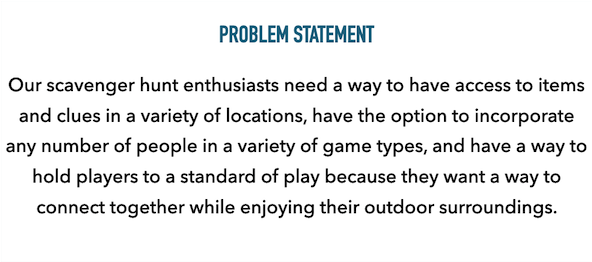 PROBLEM STATEMENT
Our scavenger hunt enthusiasts need a way to have access to items
and clues in a variety of locations, have the option to incorporate
any number of people in a variety of game types, and have a way to
hold players to a standard of play because they want a way to
connect together while enjoying their outdoor surroundings.